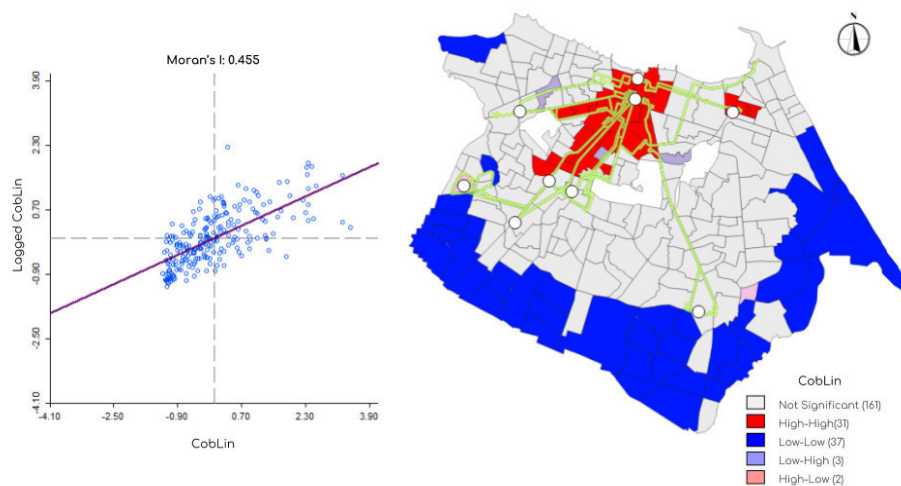 Moran's I: 0.455
3.90
2.30
0.70
-0.90
-2.50
-4.10
Lagged CobLin
-4.10
-2.50
-0.90
0.70
2.30
3.90
CobLin
N
CobLin
Not Significant (161)
High-High(31)
Low-Low (37)
Low-High (3)
High-Low (2)